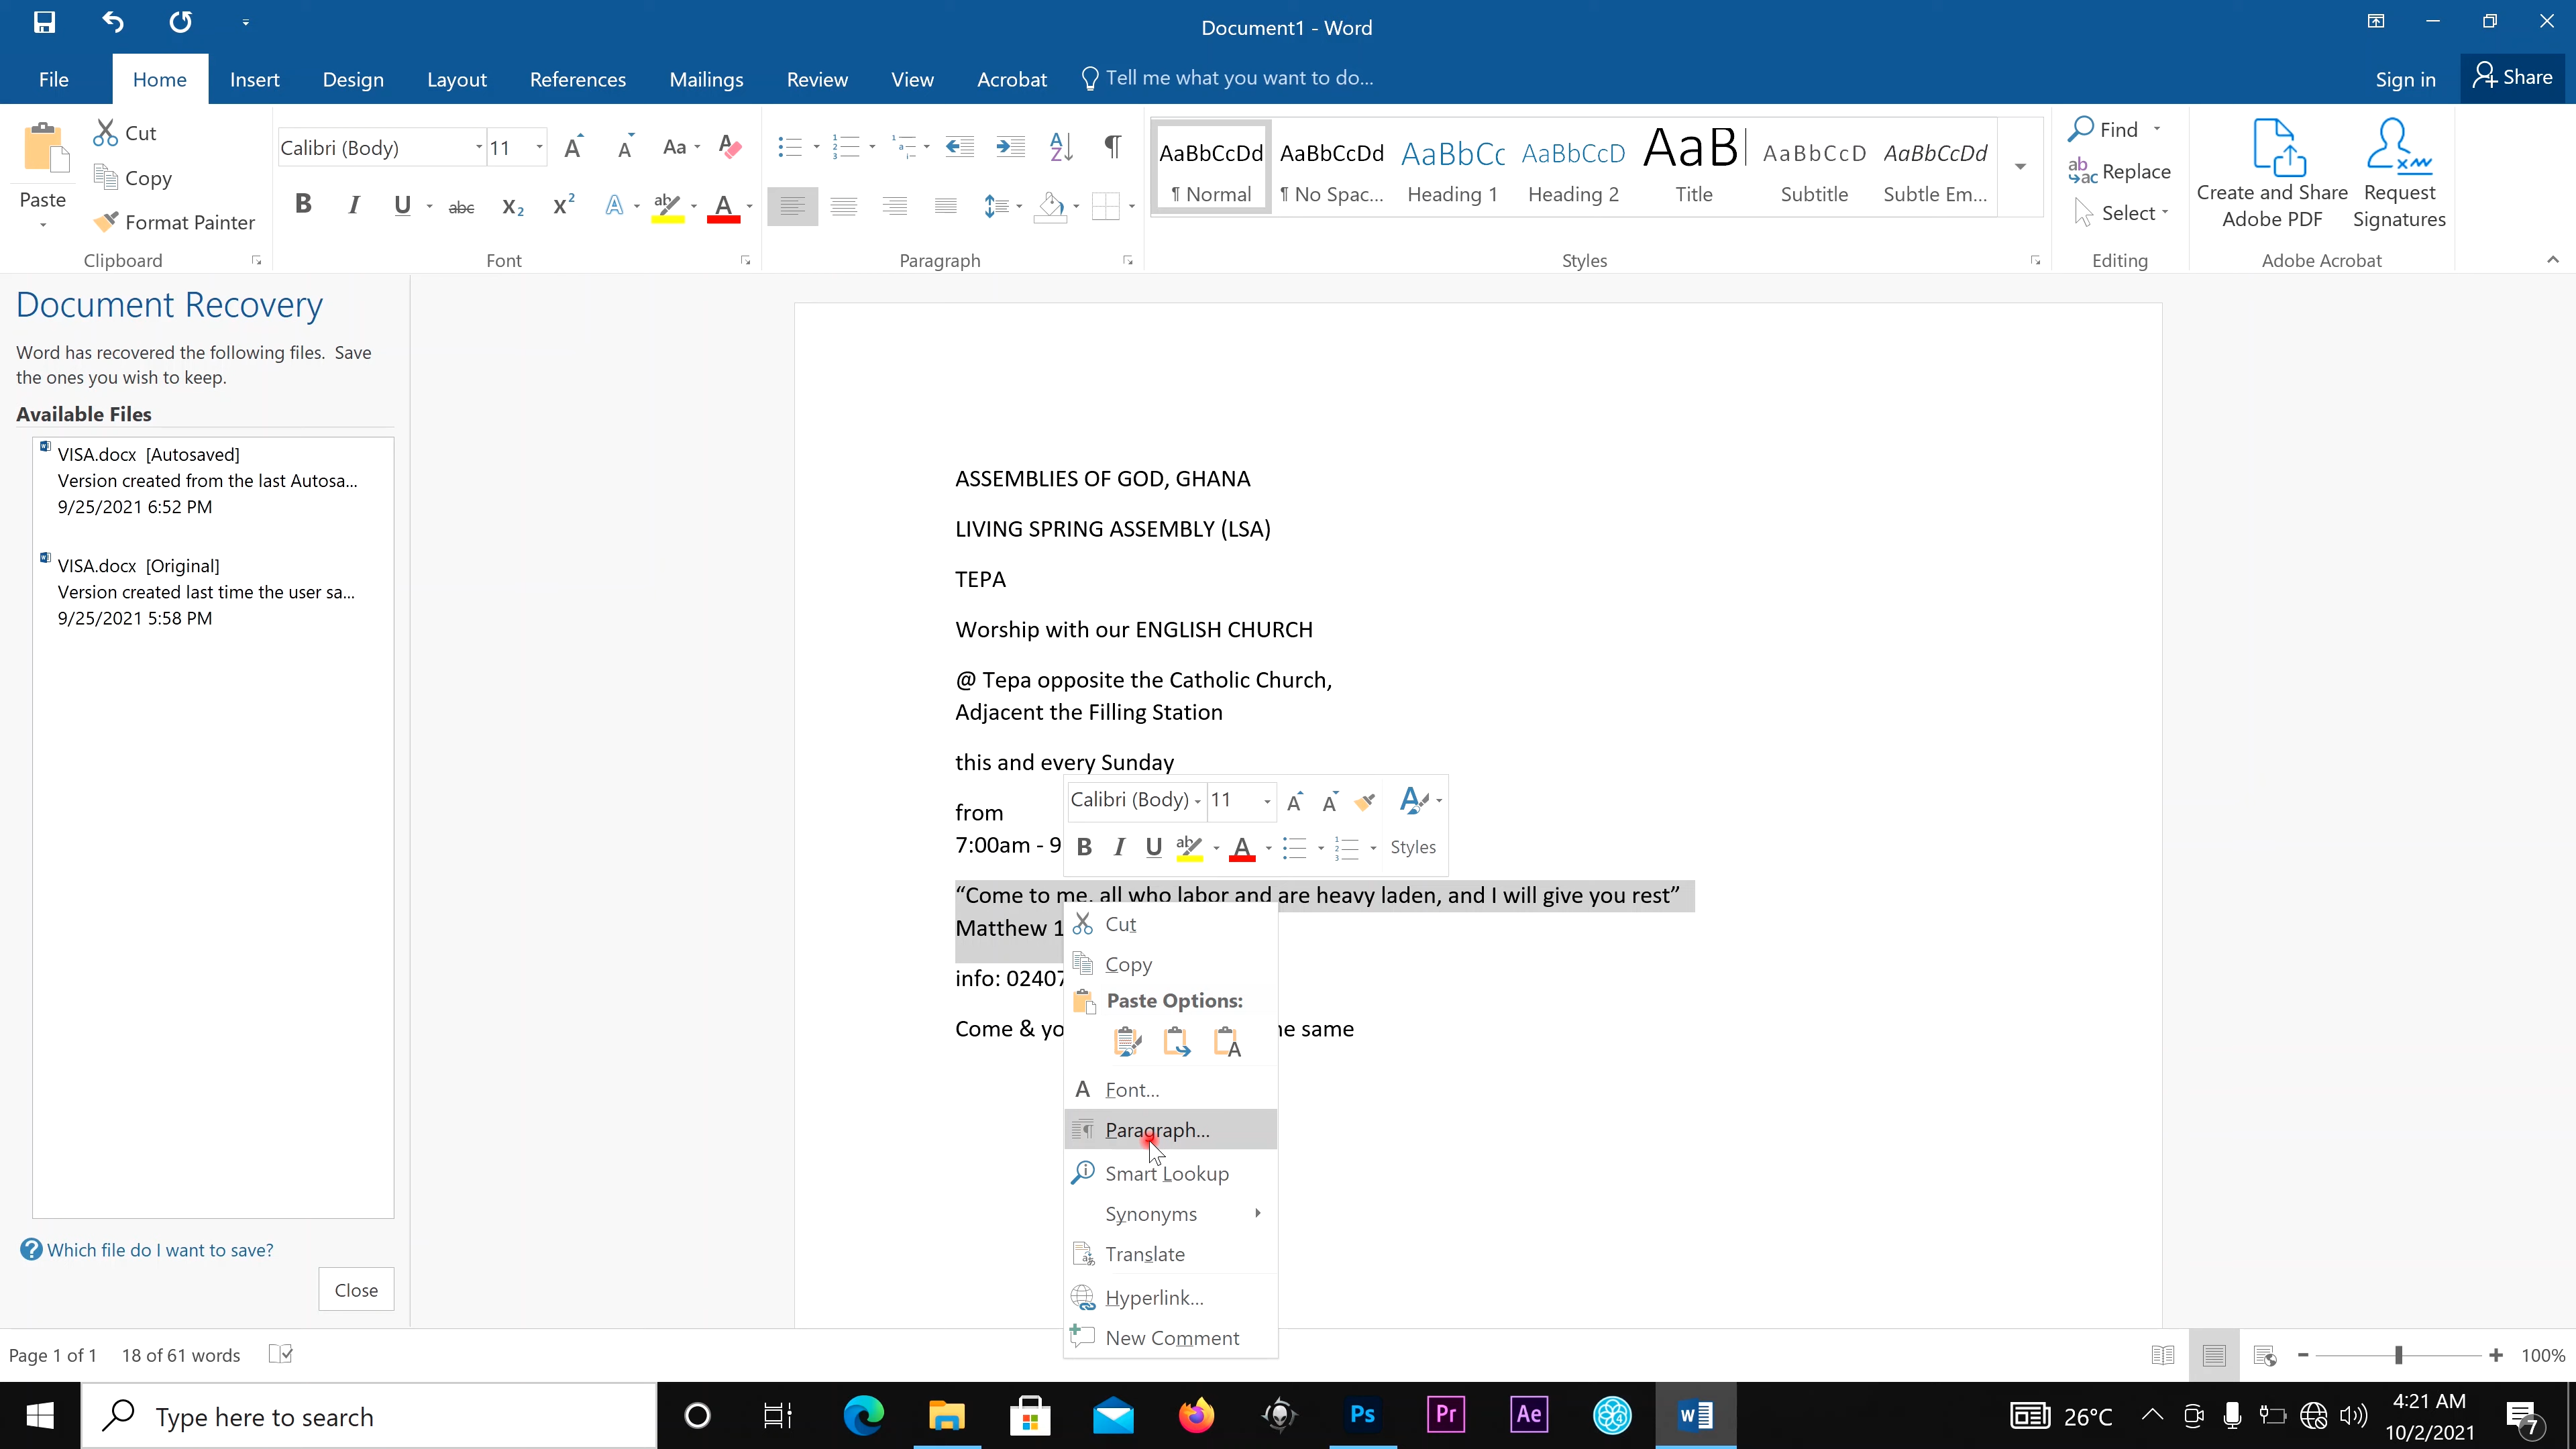 Document1 - Word
File Home Insert Design Layout References Mailings Review View Acrobat Tell me what you want to do... Sign in Share
Paste
Cut
Copy
Format Painter
Clipboard
Calibri (Body) 11
Font
Paragraph
AaBbCcDd AaBbCcDd AaBbCc AaBbCcD AaB AaBbCcD AaBbCcDd
¶ Normal ¶ No Spac... Heading 1 Heading 2 Title Subtitle Subtle Em...
Styles
Find
Replace
Select
Editing
Create and Share
Adobe PDF
Request
Signatures
Adobe Acrobat
Document Recovery
Word has recovered the following files. Save
the ones you wish to keep.
Available Files
VISA.docx [Autosaved]
Version created from the last Autosa...
9/25/2021 6:52 PM
VISA.docx [Original]
Version created last time the user sa...
9/25/2021 5:58 PM
Which file do I want to save?
Close
ASSEMBLIES OF GOD, GHANA
LIVING SPRING ASSEMBLY (LSA)
TEPA
Worship with our ENGLISH CHURCH
@ Tepa opposite the Catholic Church,
Adjacent the Filling Station
this and every Sunday
from
7:00am - 9
Calibri (Body) 11
Styles
“Come to me, all who labor and are heavy laden, and I will give you rest”
Matthew 1
info: 0240
Come & yo
he same
Cut
Copy
Paste Options:
Font...
Paragraph...
Smart Lookup
Synonyms
Translate
Hyperlink...
New Comment
Page 1 of 1 18 of 61 words
100%
Type here to search
Ps Pr Ae
26°C
4:21 AM
10/2/2021
7